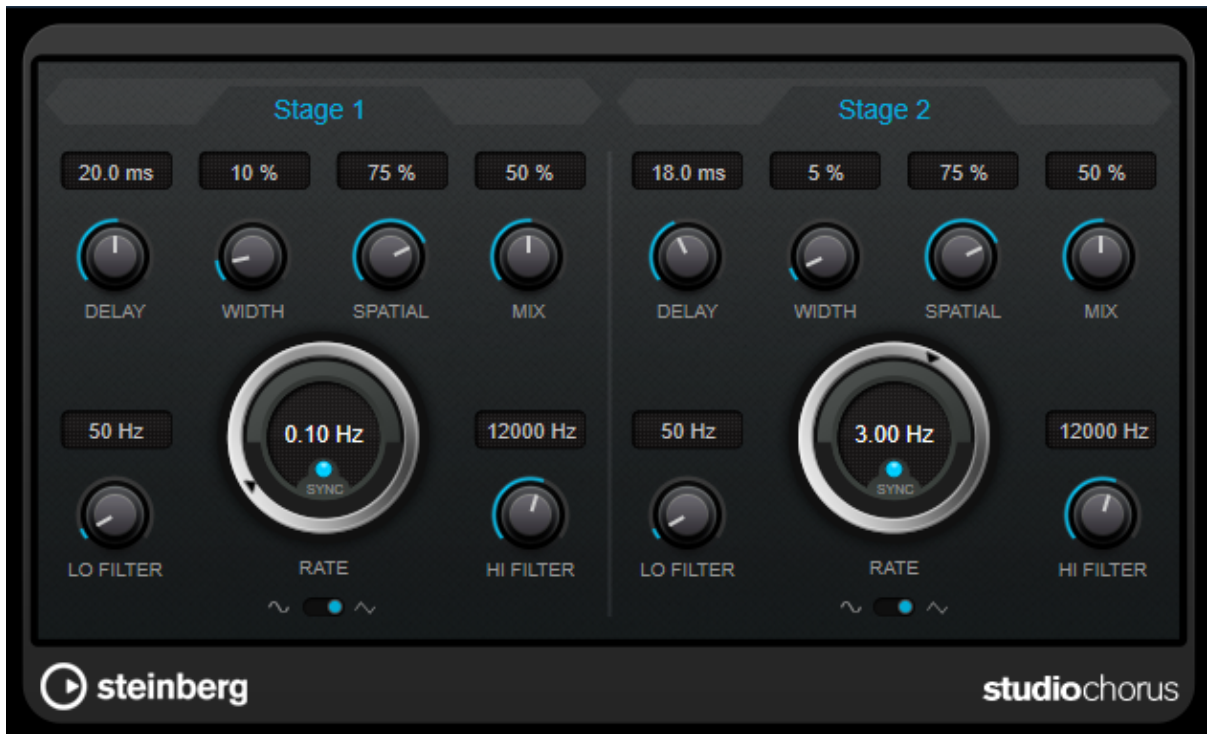 Stage 1
Stage 2
20.0 ms 10 % 75 % 50 % 18.0 ms 5 % 75 % 50 %
DELAY WIDTH SPATIAL MIX DELAY WIDTH SPATIAL MIX
50 Hz 0.10 Hz 12000 Hz 50 Hz 3.00 Hz 12000 Hz
SYNC SYNC
LO FILTER RATE HI FILTER LO FILTER RATE HI FILTER
steinberg studiochorus